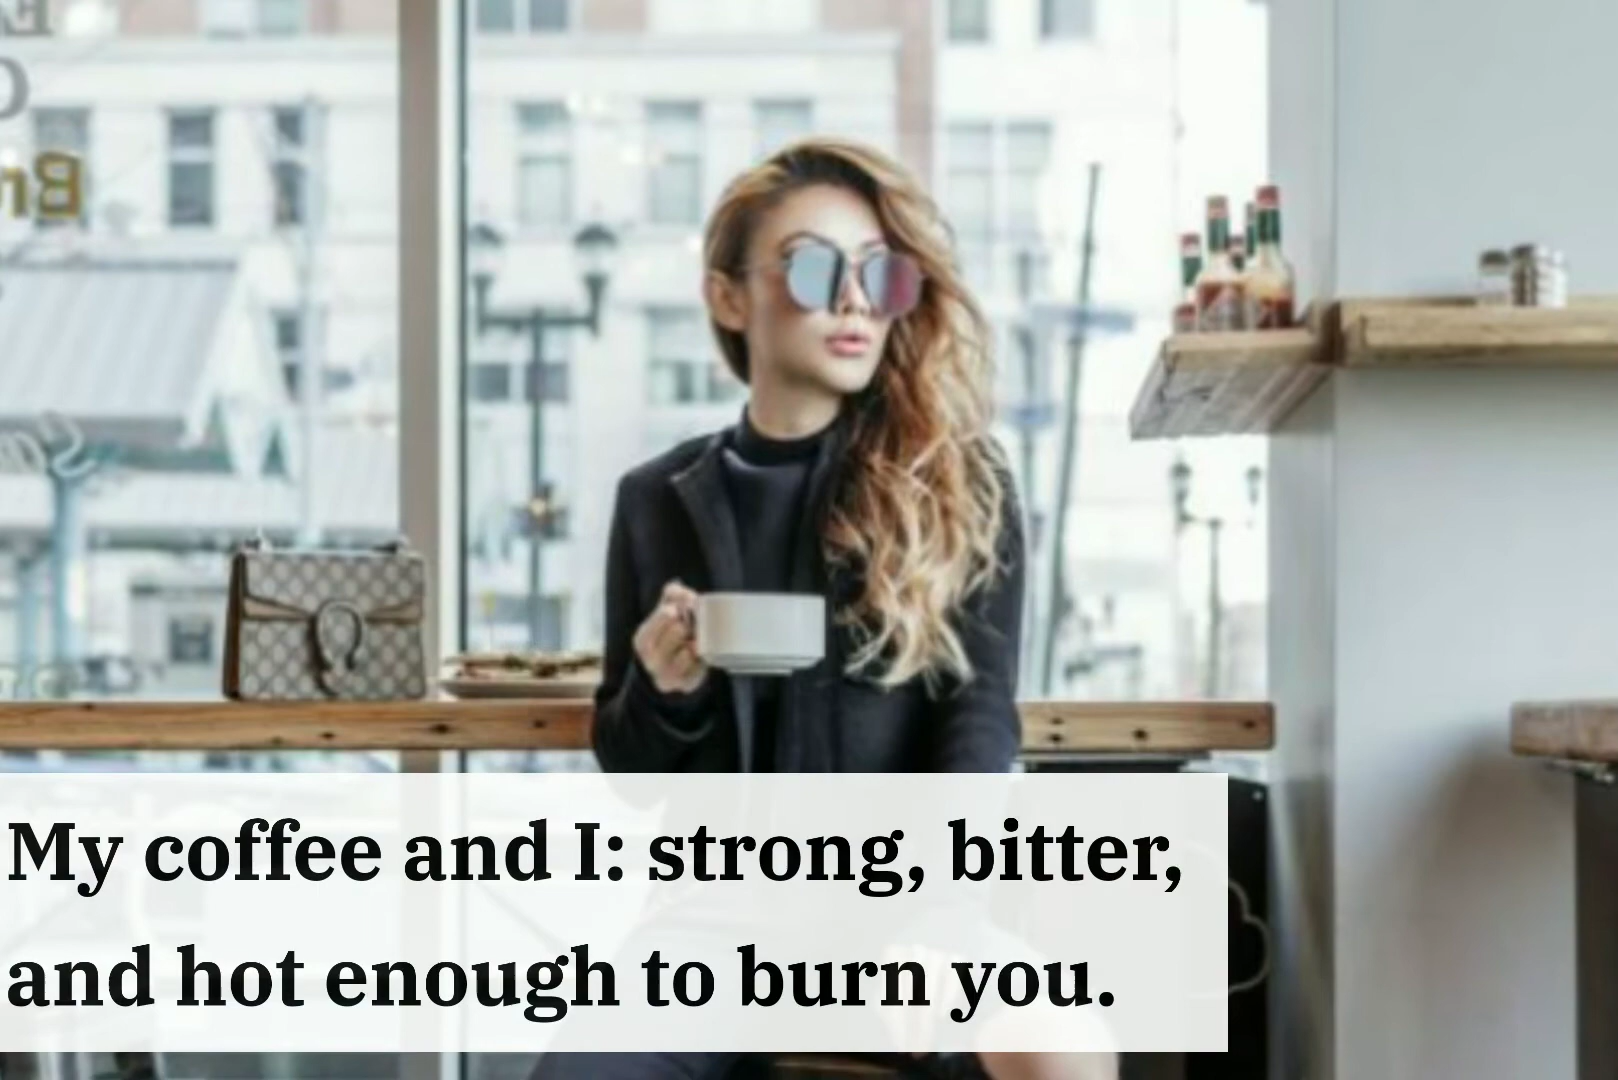 My coffee and I: strong, bitter,
and hot enough to burn you.